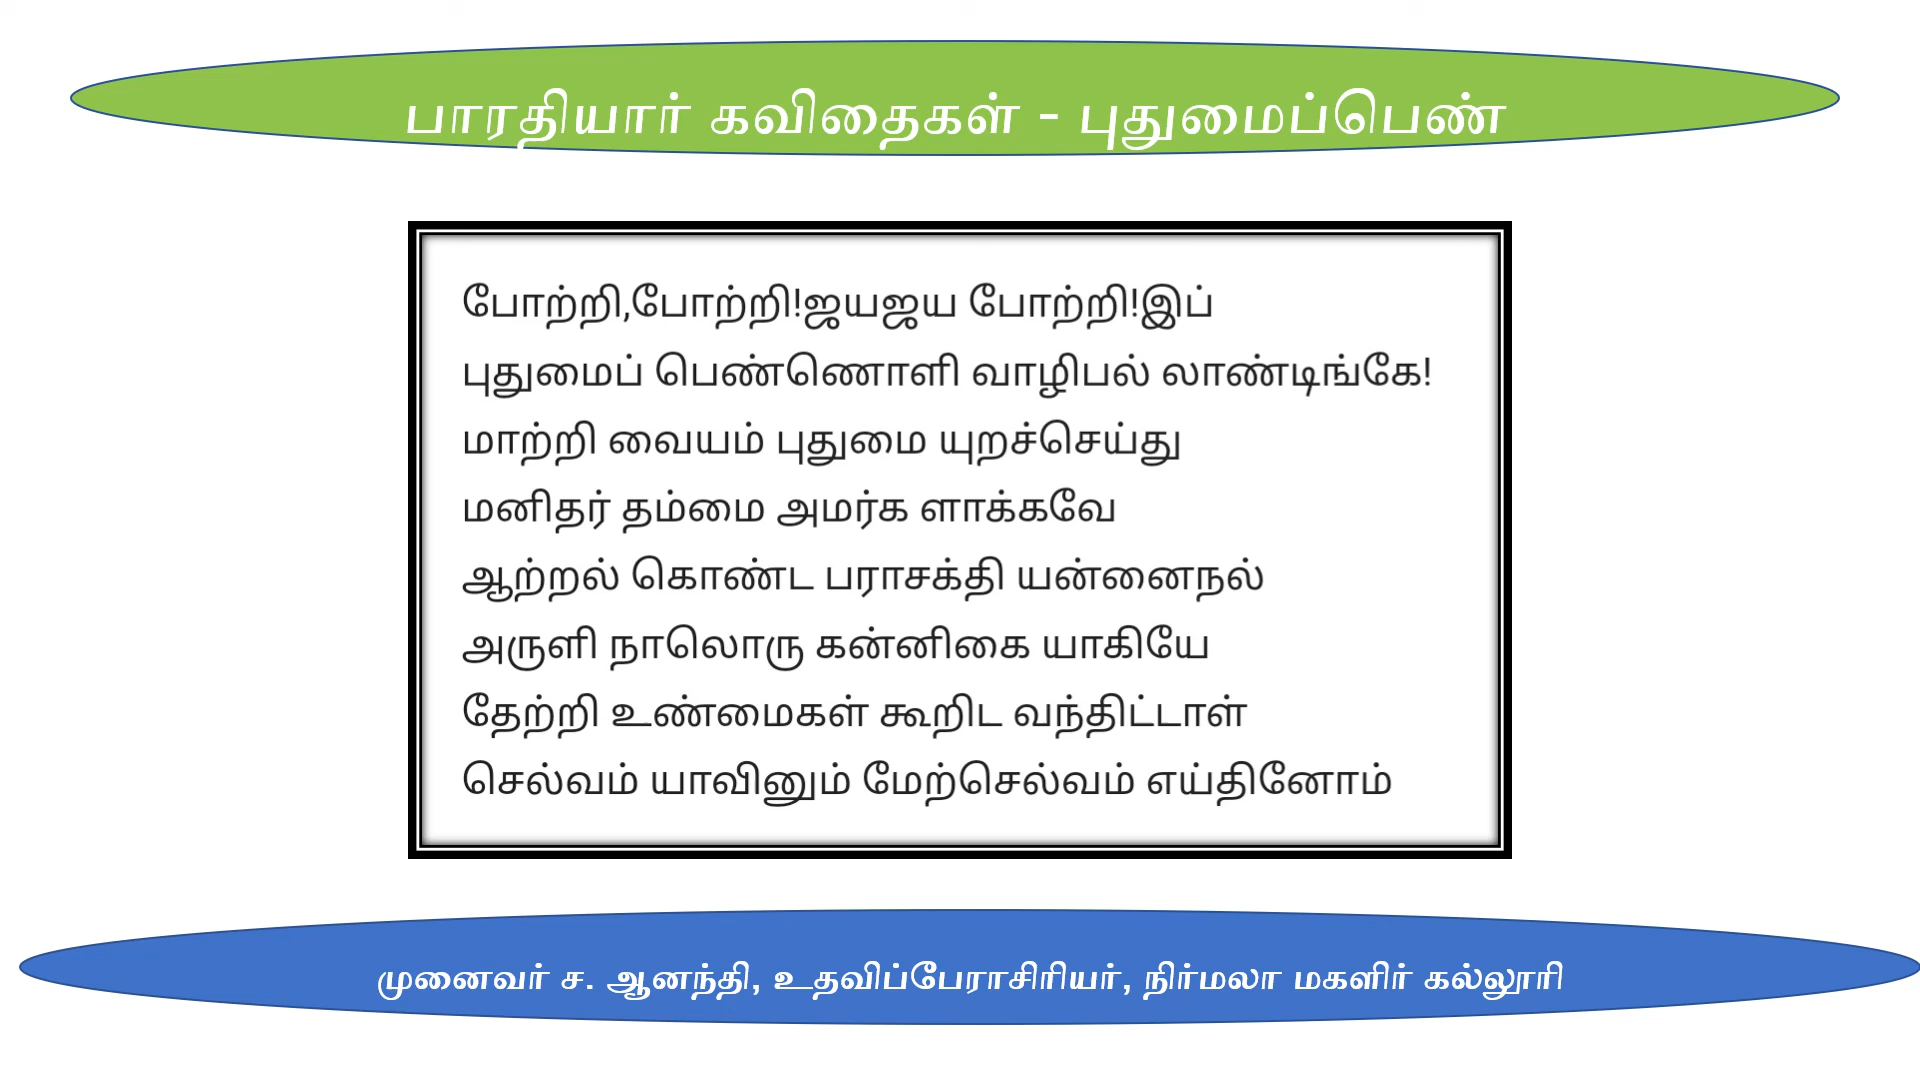 பாரதியார் கவிதைகள் - புதுமைப்பெண்
போற்றி,போற்றி!ஜயஜய போற்றி!இப்
புதுமைப் பெண்ணொளி வாழிபல் லாண்டிங்கே!
மாற்றி வையம் புதுமை யுறச்செய்து
மனிதர் தம்மை அமர்க ளாக்கவே
ஆற்றல் கொண்ட பராசக்தி யன்னைநல்
அருளி நாலொரு கன்னிகை யாகியே
தேற்றி உண்மைகள் கூறிட வந்திட்டாள்
செல்வம் யாவினும் மேற்செல்வம் எய்தினோம்
முனைவர் ச. ஆனந்தி, உதவிப்பேராசிரியர், நிர்மலா மகளிர் கல்லூரி